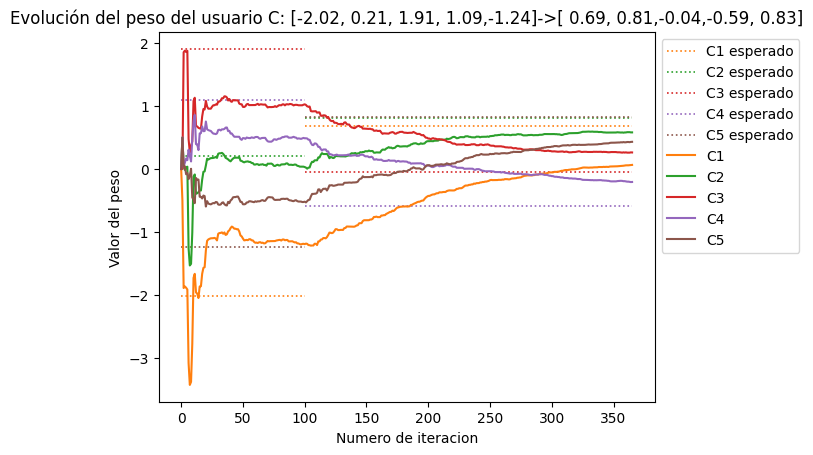 Evolución del peso del usuario C: [-2.02, 0.21, 1.91, 1.09,-1.24]->[ 0.69, 0.81,-0.04,-0.59, 0.83]
C1 esperado
C2 esperado
C3 esperado
C4 esperado
C5 esperado
C1
C2
C3
C4
C5
Valor del peso
2
1
0
−1
−2
−3
0 50 100 150 200 250 300 350
Numero de iteracion